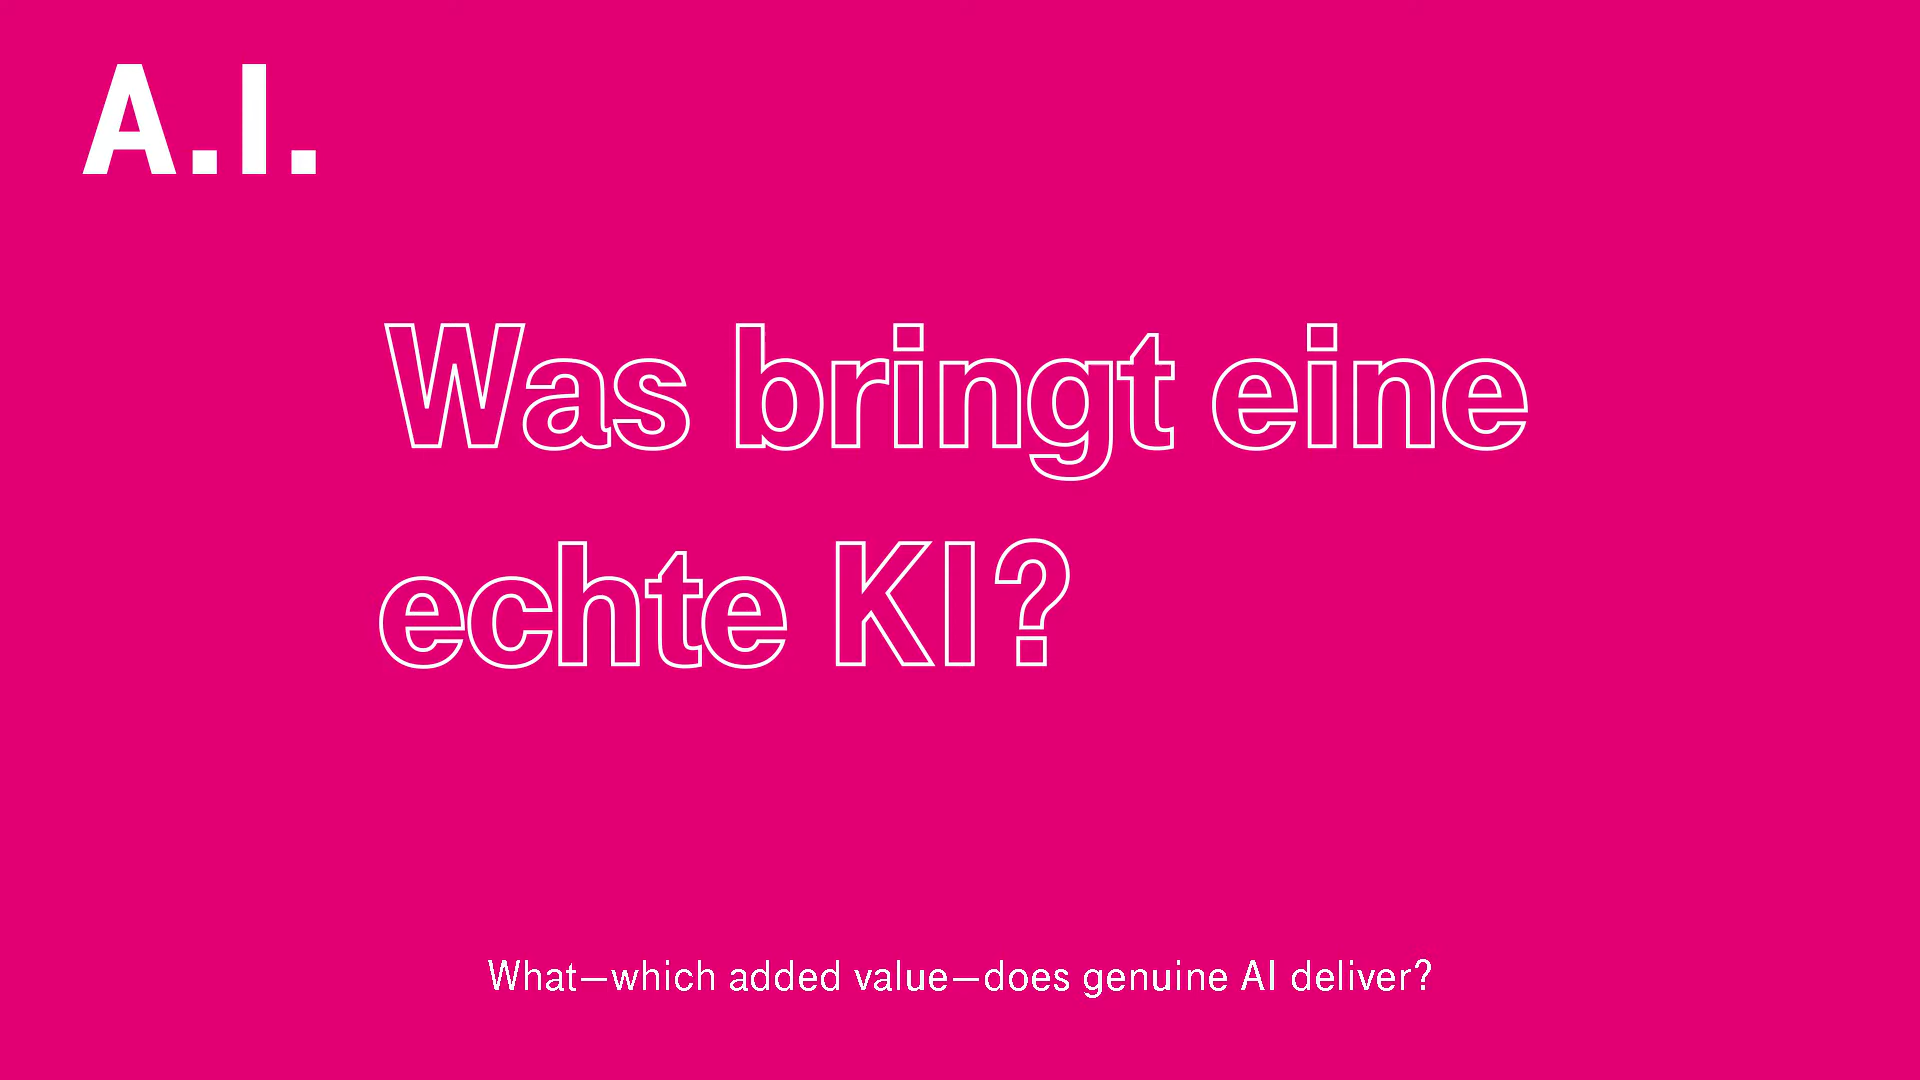 A.I.
Was bringt eine
echte KI?
What—which added value—does genuine AI deliver?